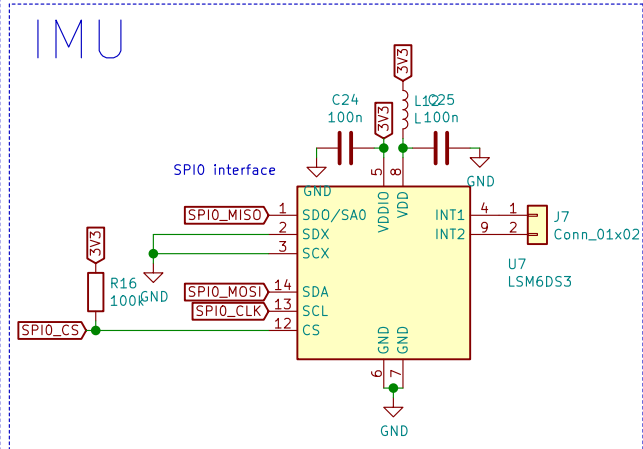 IMU
3V3
C24
100n
3V3
L12
L
C25
100n
SPI0 interface
GND
GND
5
8
VDDIO
VDD
SPI0_MISO
1
SDO/SA0
2
SDX
3
SCX
INT1
4
1
INT2
9
2
J7
Conn_01x02
U7
LSM6DS3
3V3
R16
100k
GND
SPI0_MOSI
14
SDA
SPI0_CLK
13
SCL
SPI0_CS
12
CS
GND
GND
6
7
GND